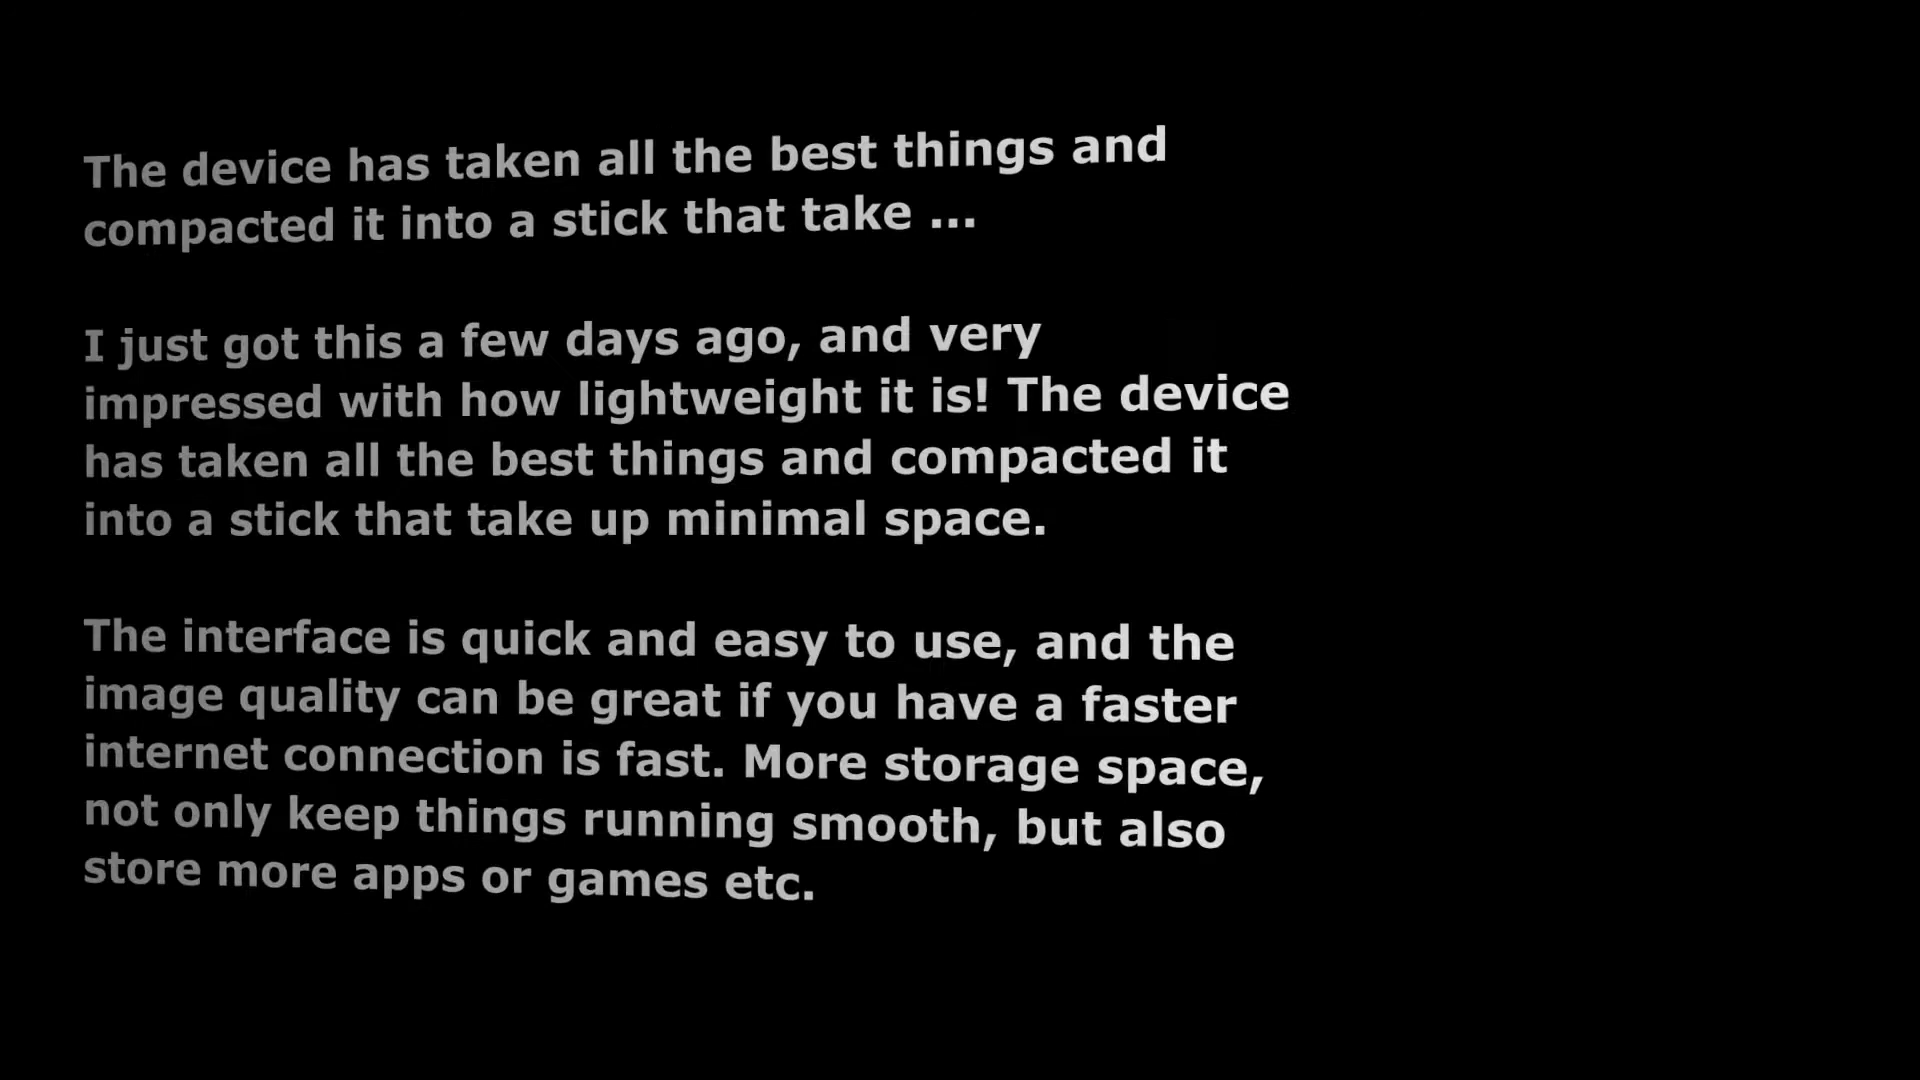 The device has taken all the best things and
compacted it into a stick that take ...
I just got this a few days ago, and very
impressed with how lightweight it is! The device
has taken all the best things and compacted it
into a stick that take up minimal space.
The interface is quick and easy to use, and the
image quality can be great if you have a faster
internet connection is fast. More storage space,
not only keep things running smooth, but also
store more apps or games etc.